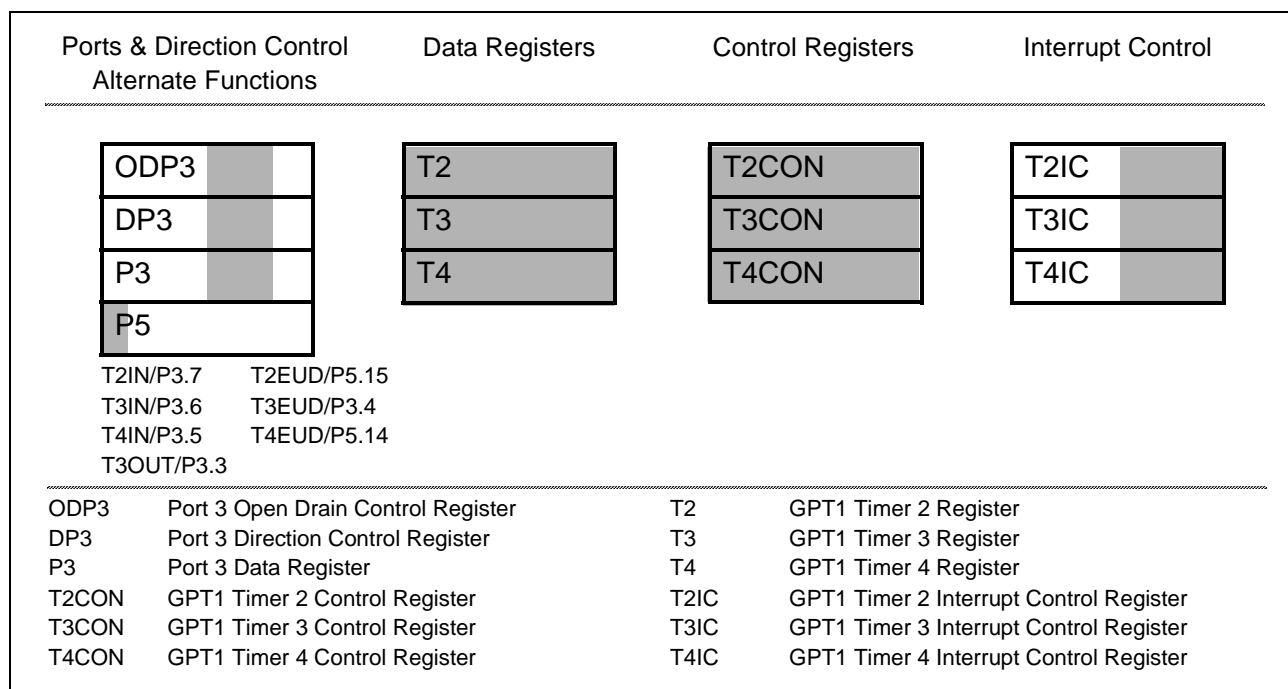 Ports & Direction Control Data Registers Control Registers Interrupt Control
Alternate Functions
ODP3 T2 T2CON T2IC
DP3 T3 T3CON T3IC
P3 T4 T4CON T4IC
P5
T2IN/P3.7 T2EUD/P5.15
T3IN/P3.6 T3EUD/P3.4
T4IN/P3.5 T4EUD/P5.14
T3OUT/P3.3
ODP3 Port 3 Open Drain Control Register T2 GPT1 Timer 2 Register
DP3 Port 3 Direction Control Register T3 GPT1 Timer 3 Register
P3 Port 3 Data Register T4 GPT1 Timer 4 Register
T2CON GPT1 Timer 2 Control Register T2IC GPT1 Timer 2 Interrupt Control Register
T3CON GPT1 Timer 3 Control Register T3IC GPT1 Timer 3 Interrupt Control Register
T4CON GPT1 Timer 4 Control Register T4IC GPT1 Timer 4 Interrupt Control Register